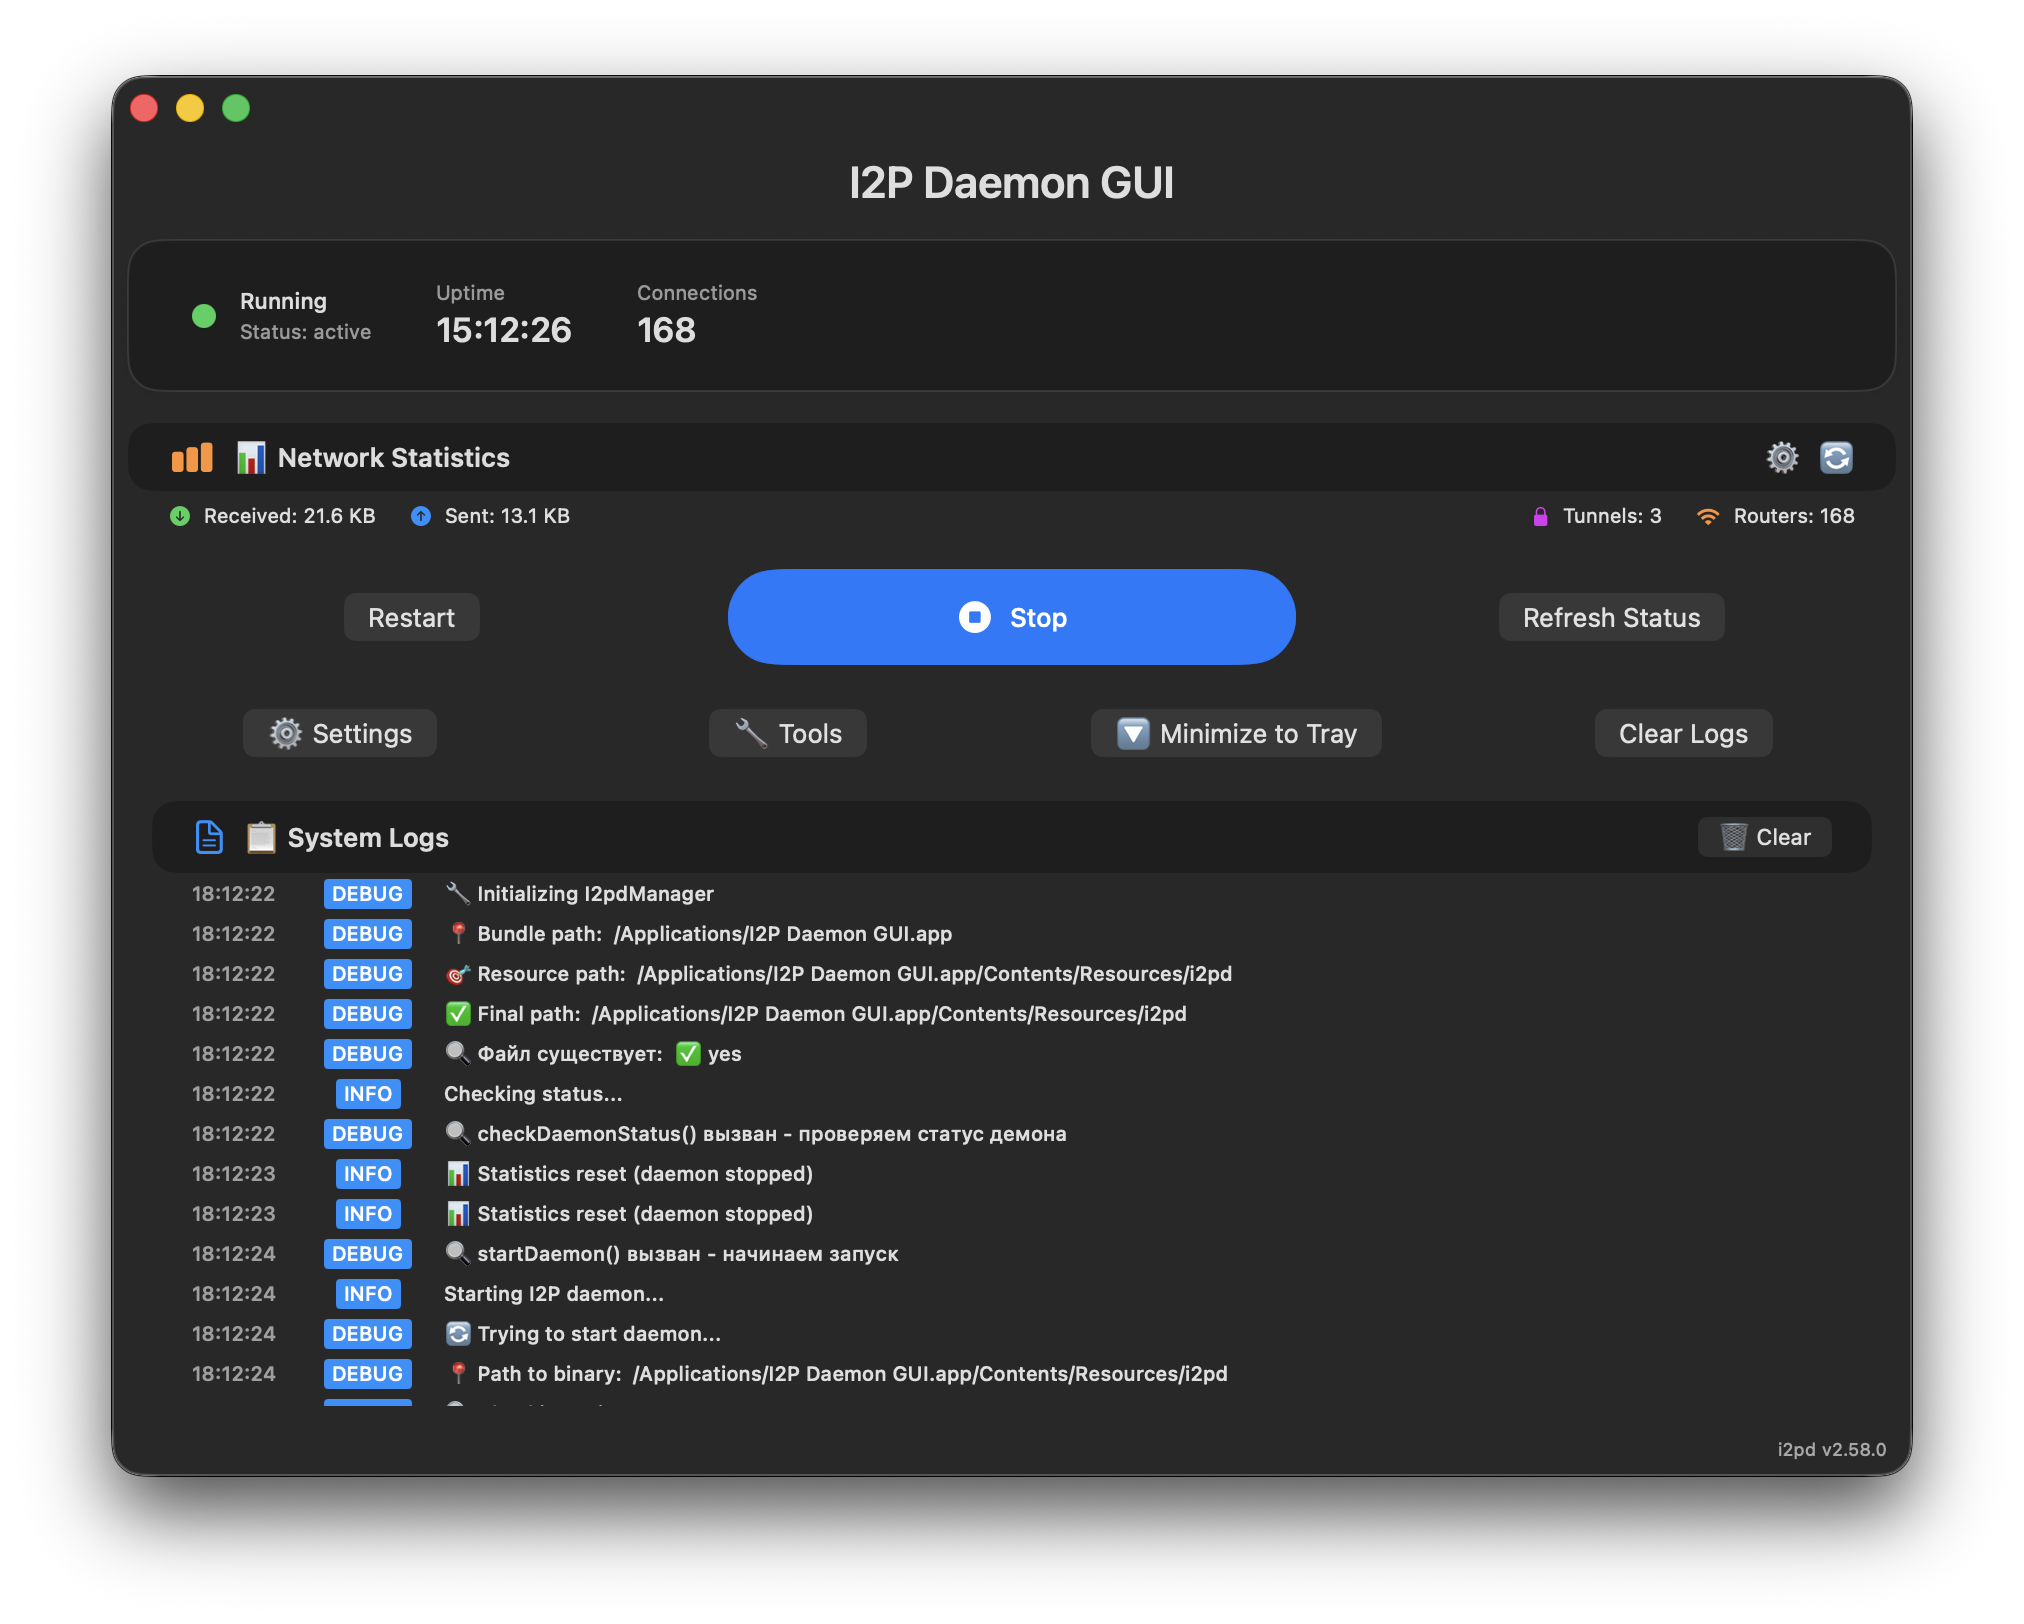 I2P Daemon GUI
Running
Status: active
Uptime
15:12:26
Connections
168
Network Statistics
Received: 21.6 KB
Sent: 13.1 KB
Tunnels: 3
Routers: 168
Restart
Stop
Refresh Status
Settings
Tools
Minimize to Tray
Clear Logs
System Logs
Clear
18:12:22 DEBUG Initializing I2pdManager
18:12:22 DEBUG Bundle path: /Applications/I2P Daemon GUI.app
18:12:22 DEBUG Resource path: /Applications/I2P Daemon GUI.app/Contents/Resources/i2pd
18:12:22 DEBUG Final path: /Applications/I2P Daemon GUI.app/Contents/Resources/i2pd
18:12:22 DEBUG Файл существует: ✅ yes
18:12:22 INFO Checking status...
18:12:22 DEBUG checkDaemonStatus() вызван - проверяем статус демона
18:12:23 INFO Statistics reset (daemon stopped)
18:12:23 INFO Statistics reset (daemon stopped)
18:12:24 DEBUG startDaemon() вызван - начинаем запуск
18:12:24 INFO Starting I2P daemon...
18:12:24 DEBUG Trying to start daemon...
18:12:24 DEBUG Path to binary: /Applications/I2P Daemon GUI.app/Contents/Resources/i2pd
i2pd v2.58.0